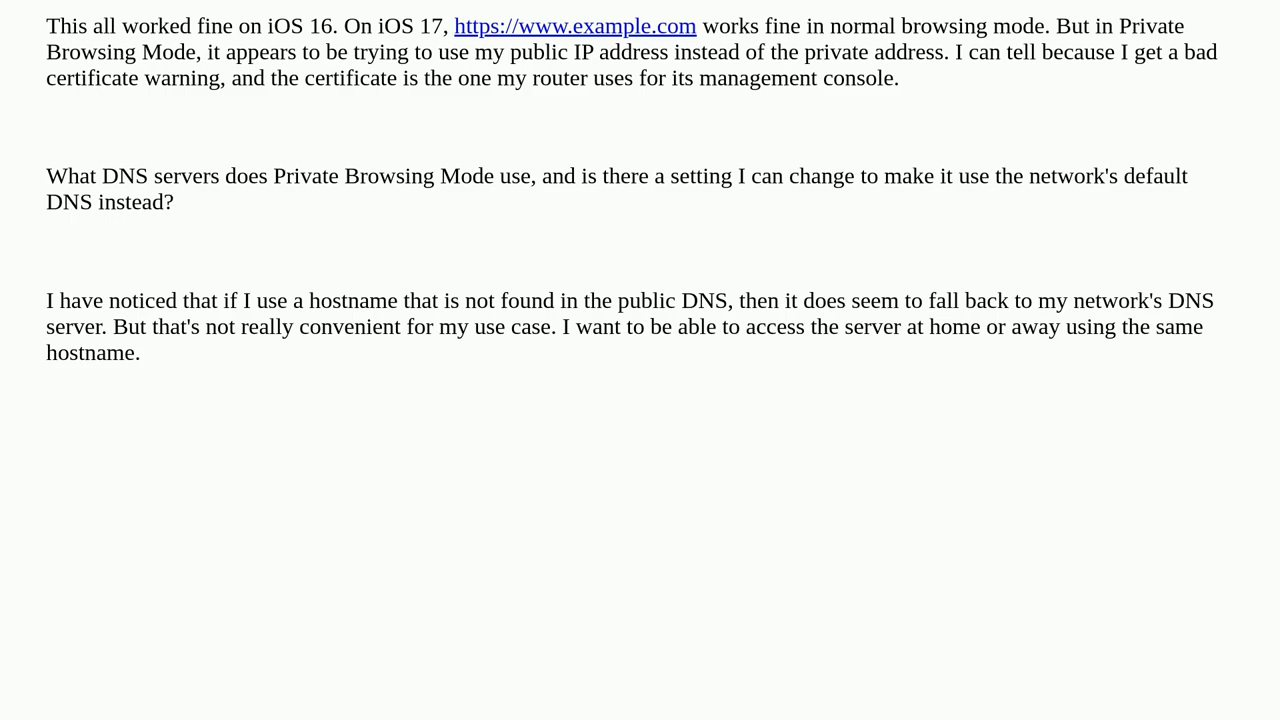 This all worked fine on iOS 16. On iOS 17, https://www.example.com works fine in normal browsing mode. But in Private
Browsing Mode, it appears to be trying to use my public IP address instead of the private address. I can tell because I get a bad
certificate warning, and the certificate is the one my router uses for its management console.
What DNS servers does Private Browsing Mode use, and is there a setting I can change to make it use the network's default
DNS instead?
I have noticed that if I use a hostname that is not found in the public DNS, then it does seem to fall back to my network's DNS
server. But that's not really convenient for my use case. I want to be able to access the server at home or away using the same
hostname.